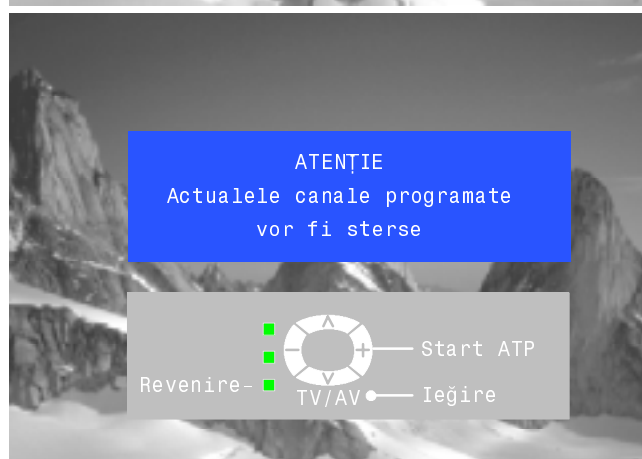 ATENȚIE
Actualele canale programate
vor fi sterse
Start ATP
Revenire
TV/AV Ieğire